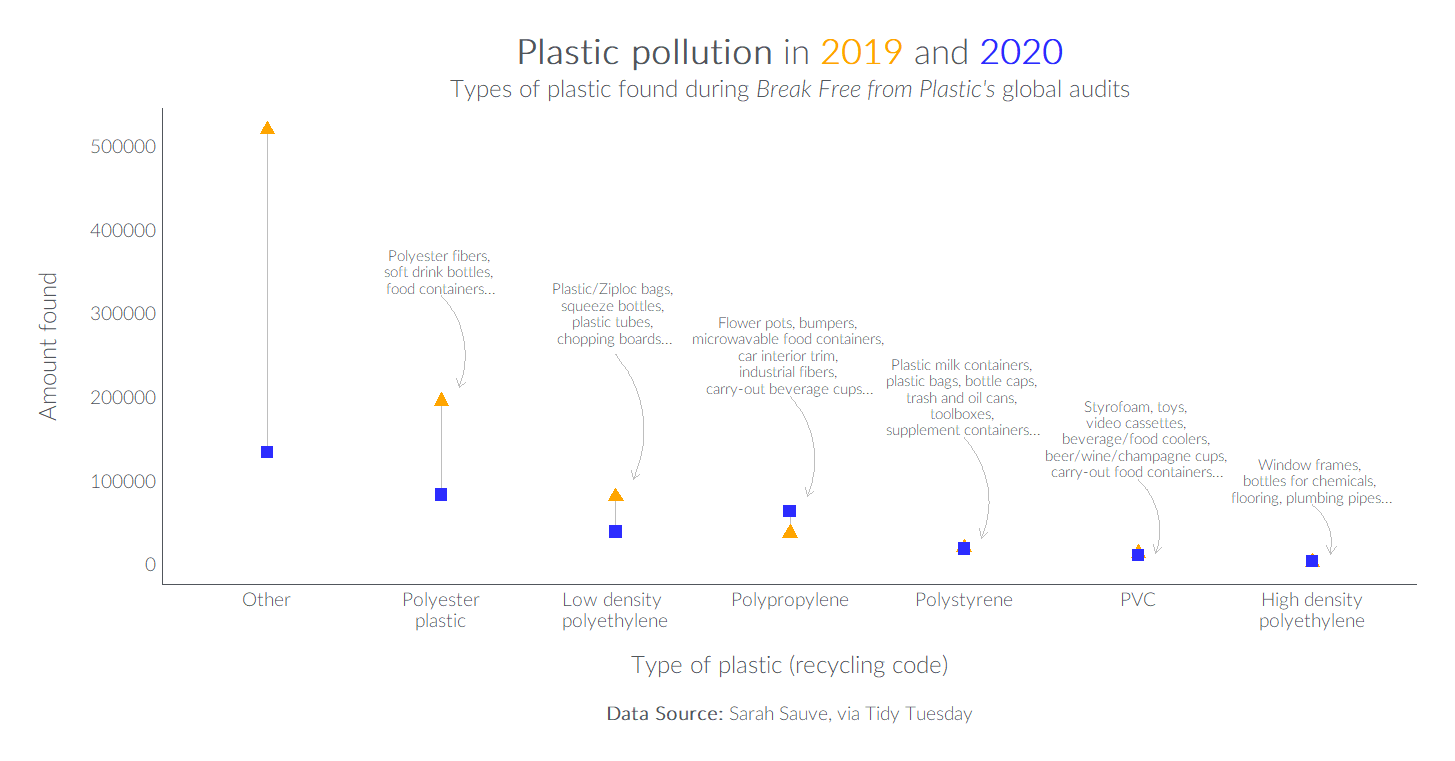 Plastic pollution in 2019 and 2020
Types of plastic found during Break Free from Plastic's global audits
Amount found
500000
400000
300000
200000
100000
0
Polyester fibers,
soft drink bottles,
food containers...
Plastic/Ziploc bags,
squeeze bottles,
plastic tubes,
chopping boards...
Flower pots, bumpers,
microwavable food containers,
car interior trim,
industrial fibers,
carry-out beverage cups...
Plastic milk containers,
plastic bags, bottle caps,
trash and oil cans,
toolboxes,
supplement containers...
Styrofoam, toys,
video cassettes,
beverage/food coolers,
beer/wine/champagne cups,
carry-out food containers...
Window frames,
bottles for chemicals,
flooring, plumbing pipes...
Other
Polyester
plastic
Low density
polyethylene
Polypropylene
Polystyrene
PVC
High density
polyethylene
Type of plastic (recycling code)
Data Source: Sarah Sauve, via Tidy Tuesday